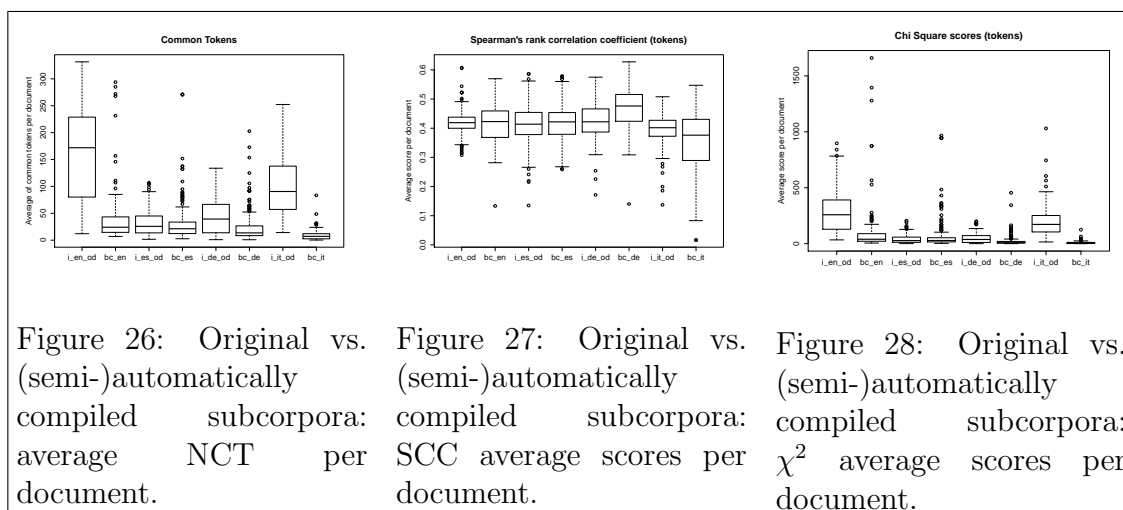 Common Tokens
Average of common tokens per document
0 50 100 150 200 250 300
i_en_od bc_en i_es_od bc_es i_de_od bc_de i_it_od bc_it
Spearman's rank correlation coefficient (tokens)
Average score per document
0.0 0.1 0.2 0.3 0.4 0.5 0.6
i_en_od bc_en i_es_od bc_es i_de_od bc_de i_it_od bc_it
Chi Square scores (tokens)
Average score per document
0 500 1000 1500
i_en_od bc_en i_es_od bc_es i_de_od bc_de i_it_od bc_it
Figure 26: Original vs.
(semi-)automatically
compiled subcorpora:
average NCT per
document.
Figure 27: Original vs.
(semi-)automatically
compiled subcorpora:
SCC average scores per
document.
Figure 28: Original vs.
(semi-)automatically
compiled subcorpora:
χ² average scores per
document.